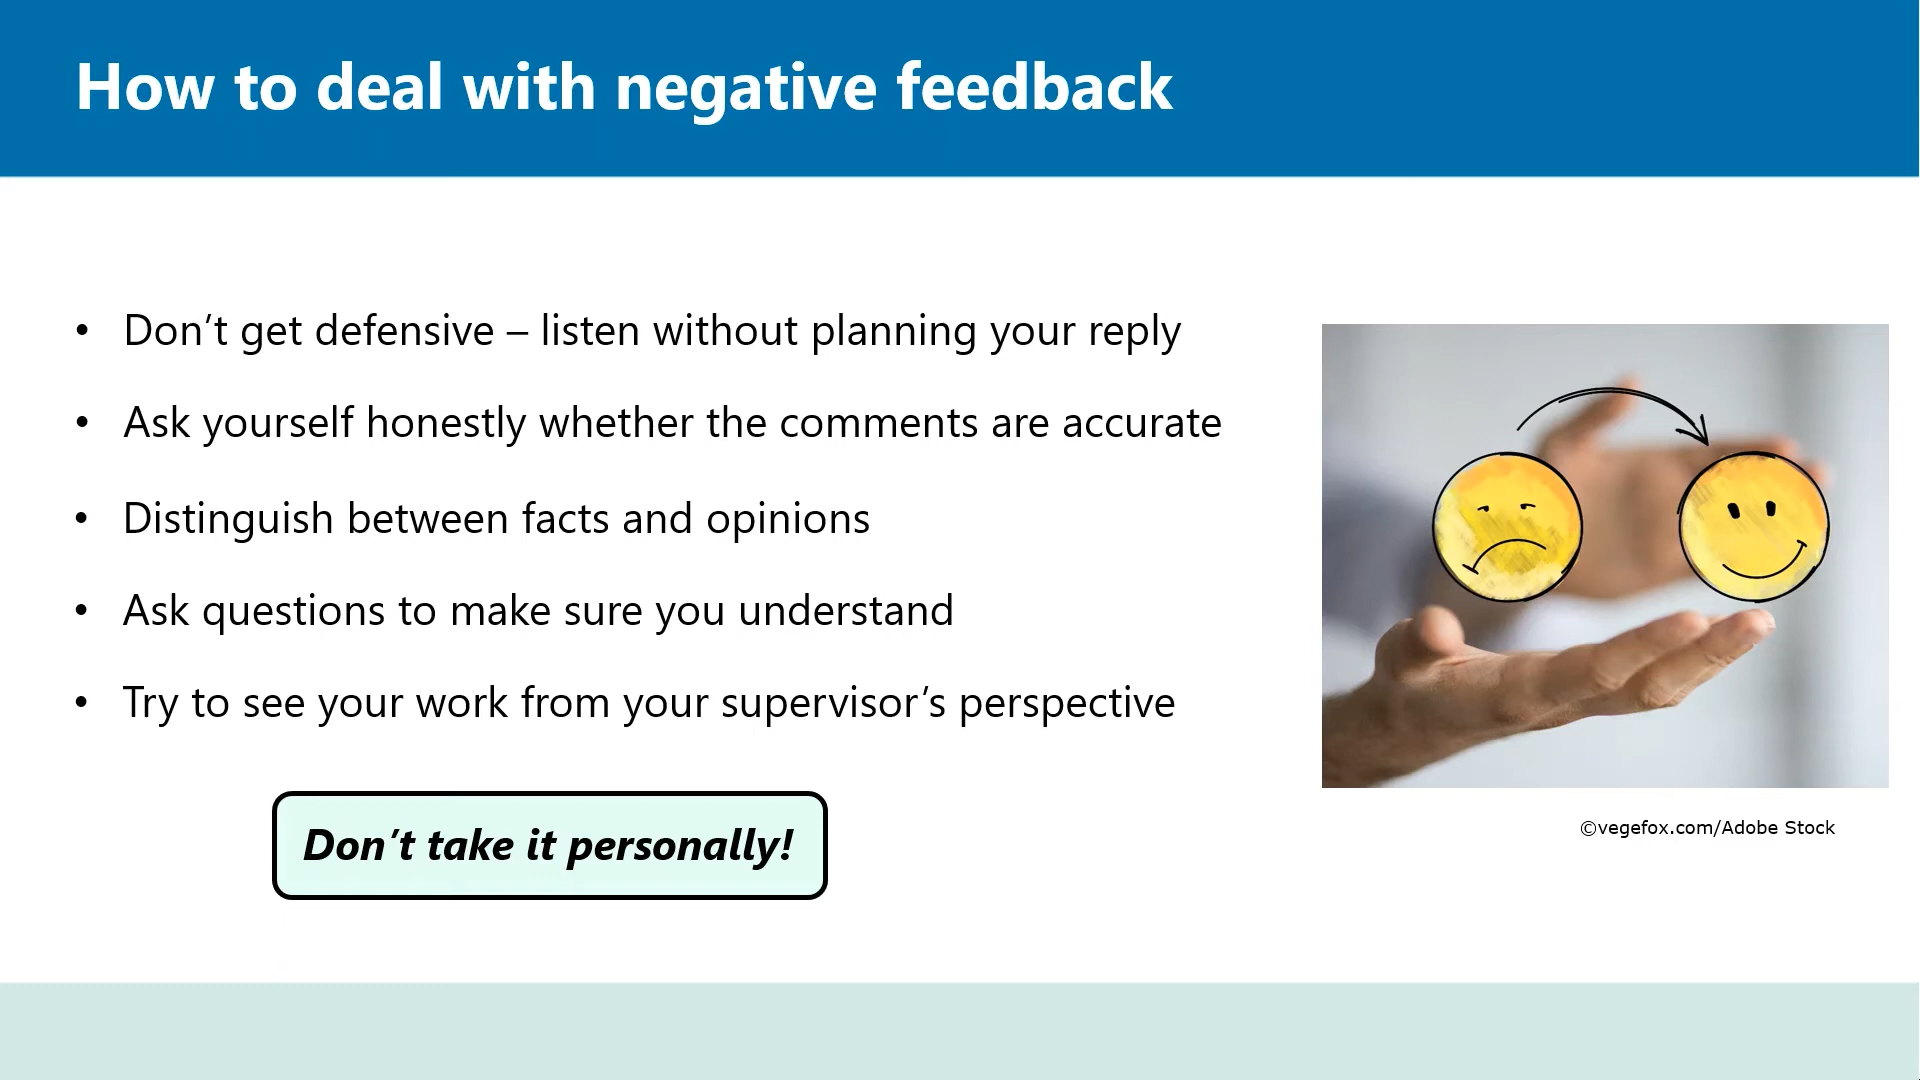 How to deal with negative feedback
• Don’t get defensive – listen without planning your reply
• Ask yourself honestly whether the comments are accurate
• Distinguish between facts and opinions
• Ask questions to make sure you understand
• Try to see your work from your supervisor’s perspective
Don’t take it personally!
©vegefox.com/Adobe Stock